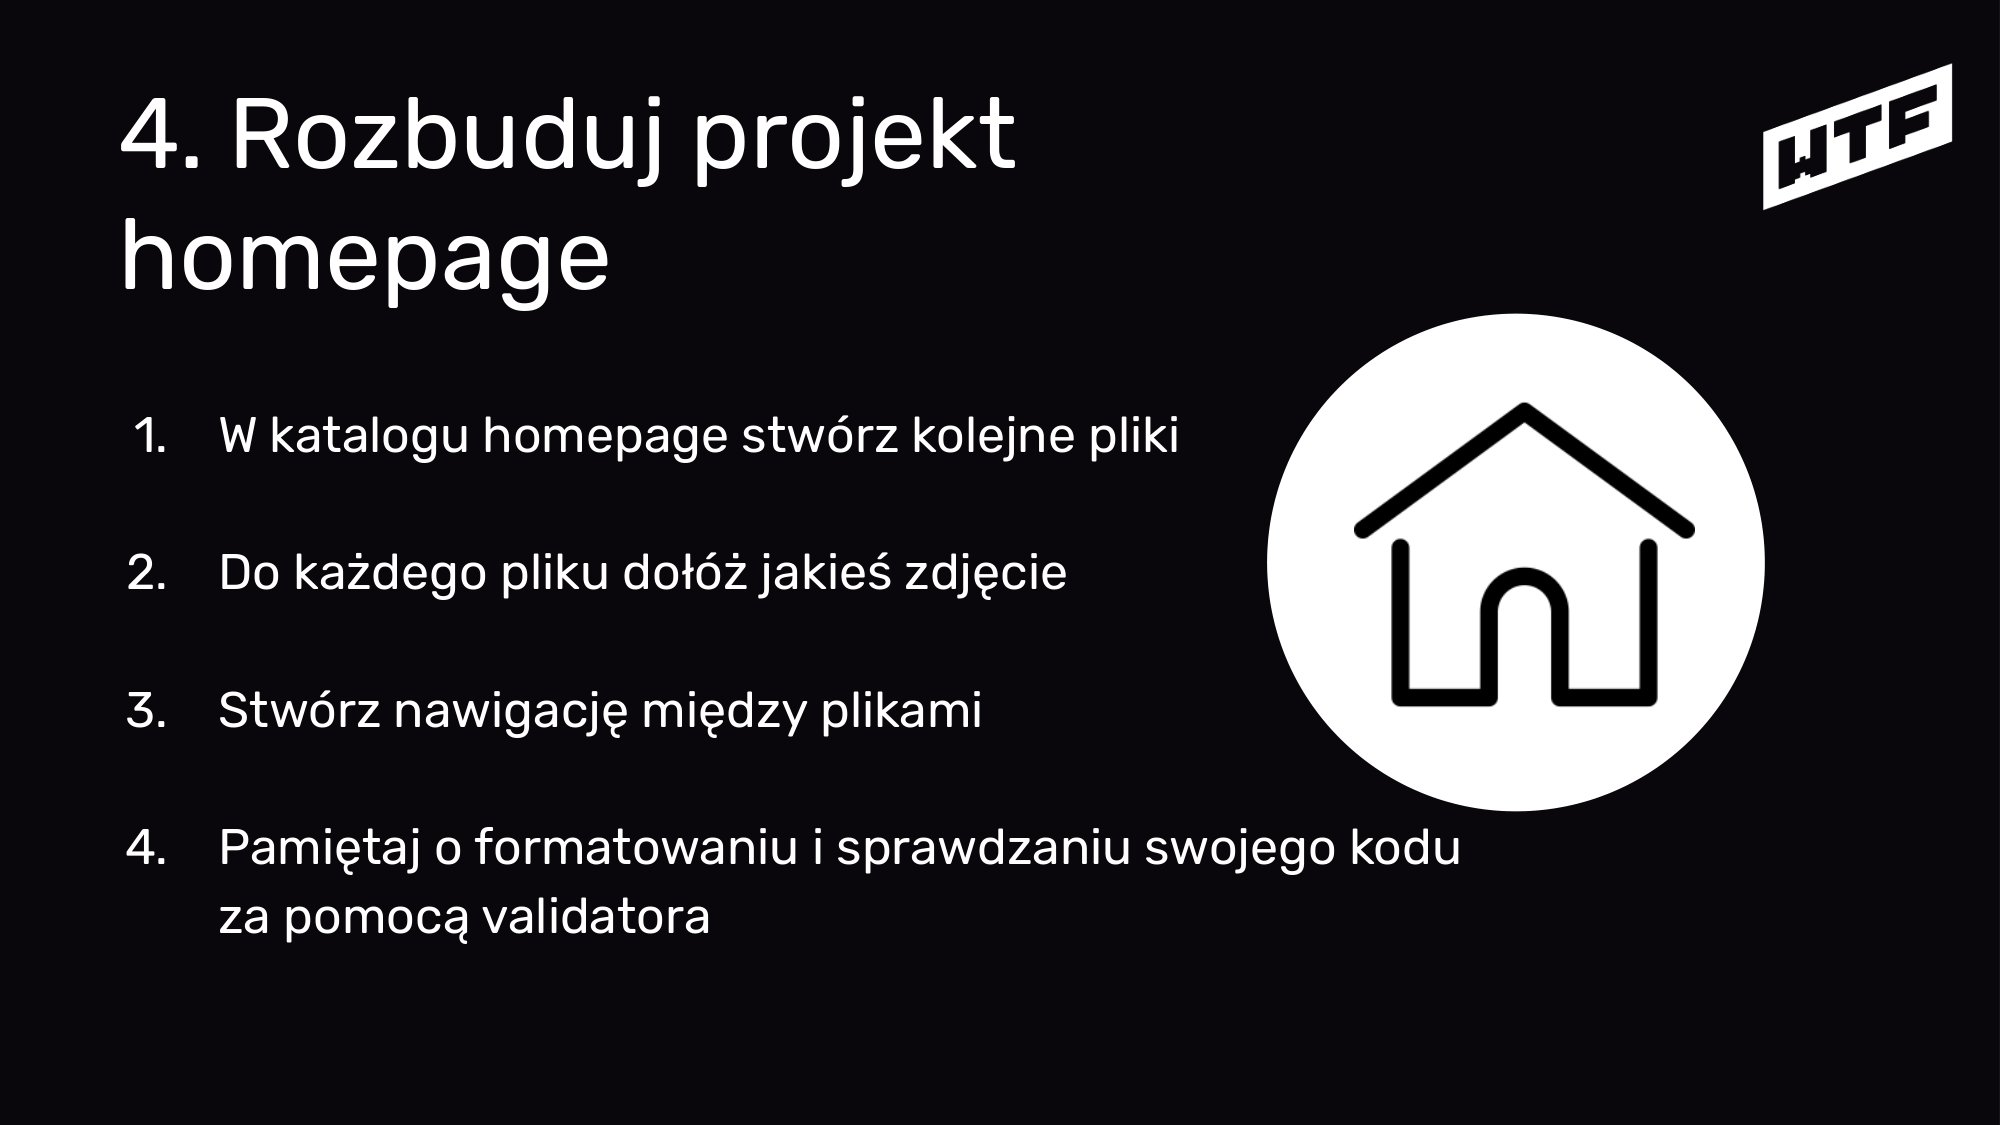 4. Rozbuduj projekt
homepage
WTF
1. W katalogu homepage stwórz kolejne pliki
2. Do każdego pliku dołóż jakieś zdjęcie
3. Stwórz nawigację między plikami
4. Pamiętaj o formatowaniu i sprawdzaniu swojego kodu
za pomocą validatora